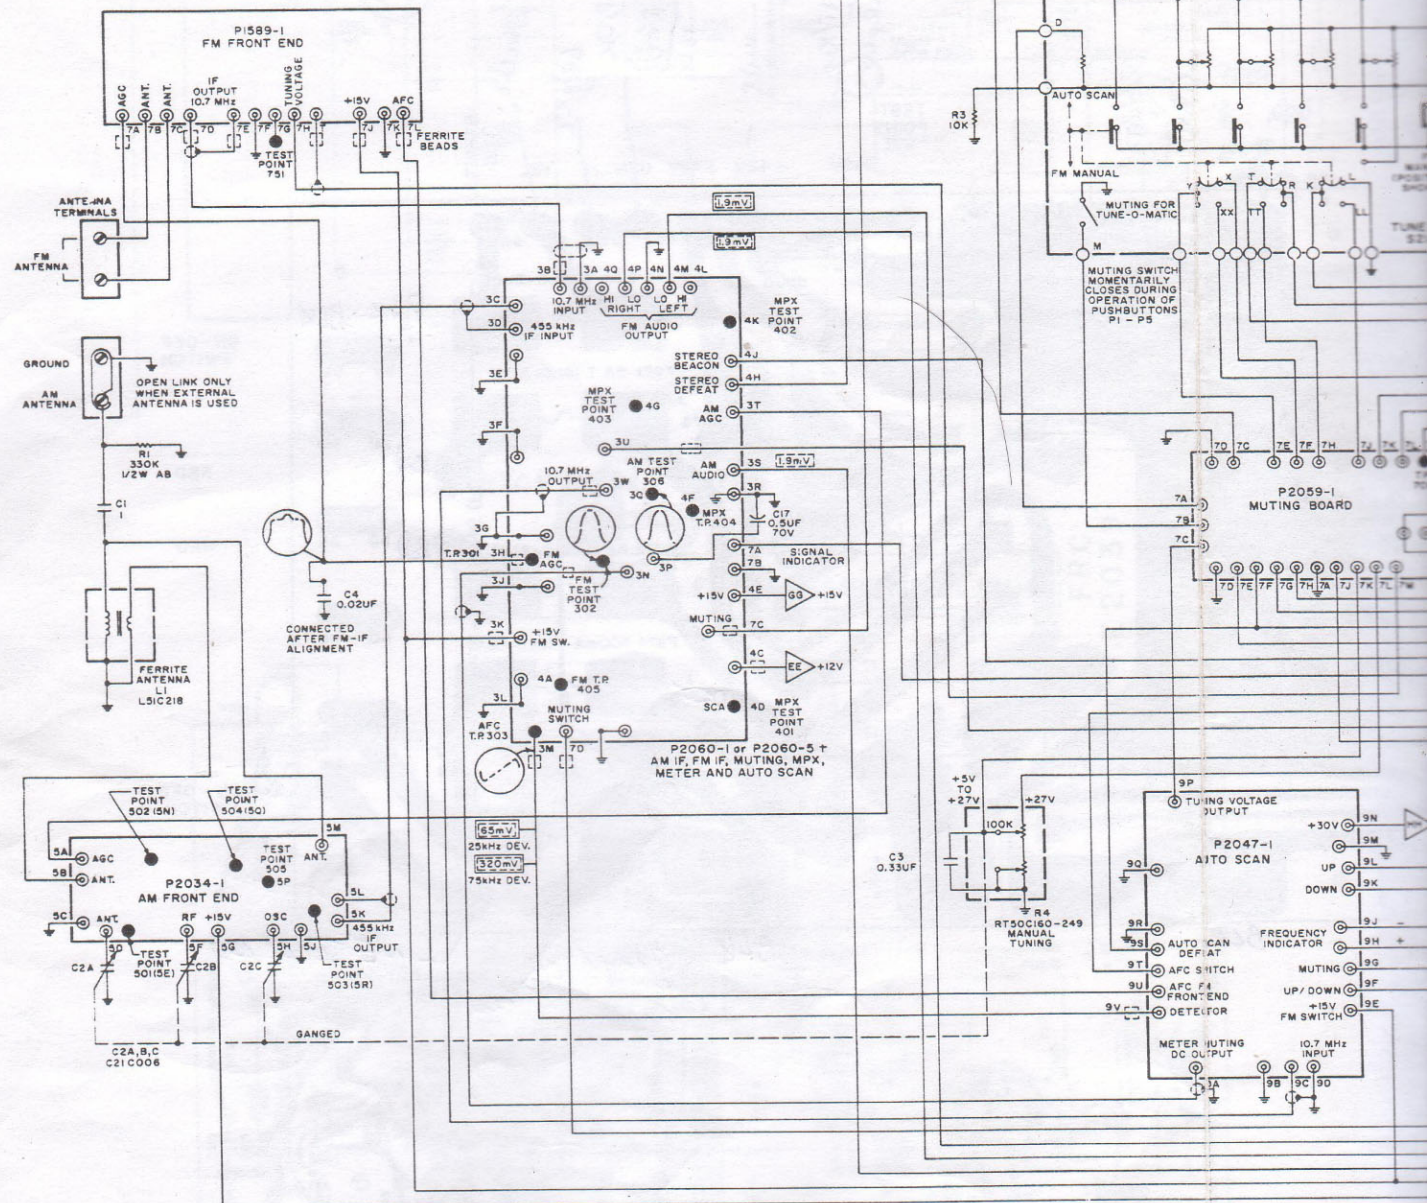 P1589-1
FM FRONT END
AGC
ANT.
ANT.
IF
OUTPUT
10.7 MHz
TUNING
VOLTAGE
+15V
AFC
7A
7B
7C
7D
7E
7F
7G
7H
7J
7K
7L
FERRITE
BEADS
TEST
POINT
751
ANTENNA
TERMINALS
FM
ANTENNA
GROUND
AM
ANTENNA
OPEN LINK ONLY
WHEN EXTERNAL
ANTENNA IS USED
R1
330K
1/2W AB
C1
.1
FERRITE
ANTENNA
L1
L51C218
C4
0.02UF
CONNECTED
AFTER FM-IF
ALIGNMENT
1.9mV
1.9mV
3B
3A
4Q
4P
4N
4M
4L
10.7 MHz
INPUT
HI
LO
LO
HI
RIGHT
LEFT
FM AUDIO
OUTPUT
3C
3D
455 kHz
IF INPUT
3E
3F
3G
T.P.301
3H
FM
AGC
3J
3K
+15V
FM SW.
3L
AFC
T.P.303
4K
MPX
TEST
POINT
402
STEREO
BEACON
4J
STEREO
DEFEAT
4H
AM
AGC
3T
MPX
TEST
POINT
403
4G
3U
AM
AUDIO
3S
1.9mV
10.7 MHz
OUTPUT
3W
AM TEST
POINT
306
3Q
4F
MPX
T.P. 404
3R
C17
0.5UF
70V
3P
3N
FM
TEST
POINT
302
7A
SIGNAL
INDICATOR
7B
+15V
4E
GG
+15V
MUTING
7C
4C
EE
+12V
4A
FM T.P.
405
SCA
4D
MPX
TEST
POINT
401
MUTING
SWITCH
3M
7D
P2060-1 or P2060-5 †
AM IF, FM IF, MUTING, MPX,
METER AND AUTO SCAN
65mV
25kHz DEV.
320mV
75kHz DEV.
TEST
POINT
502 (5N)
TEST
POINT
504 (5Q)
5M
ANT.
5A
AGC
5B
ANT.
TEST
POINT
505
5P
P2034-1
AM FRONT END
5L
5K
455 kHz
IF
OUTPUT
5C
ANT.
RF
+15V
OSC
5D
5F
5G
5H
5J
TEST
POINT
501(5E)
TEST
POINT
503(5R)
C2A
C2B
C2C
GANGED
C2A,B,C
C21C006
D
AUTO SCAN
R3
10K
FM MANUAL
MUTING FOR
TUNE-O-MATIC
M
MUTING SWITCH
MOMENTARILY
CLOSES DURING
OPERATION OF
PUSHBUTTONS
P1 - P5
Y
X
T
R
K
L
XX
TT
LL
7D
7C
7E
7F
7H
7J
7K
P2059-1
MUTING BOARD
7A
7B
7C
7D
7E
7F
7G
7H
7A
7J
7K
7L
7M
+5V
TO
+27V
+27V
100K
C3
0.33UF
R4
RT50C160-249
MANUAL
TUNING
9P
TUNING VOLTAGE
OUTPUT
+30V
9N
9M
P2047-1
AUTO SCAN
UP
9L
DOWN
9K
9Q
9R
9S
AUTO SCAN
DEFEAT
FREQUENCY
INDICATOR
9J
-
9H
+
9T
AFC SWITCH
MUTING
9G
9U
AFC FM
FRONTEND
UP/DOWN
9F
9V
DETECTOR
+15V
FM SWITCH
9E
METER MUTING
DC OUTPUT
10.7 MHz
INPUT
9A
9B
9C
9D